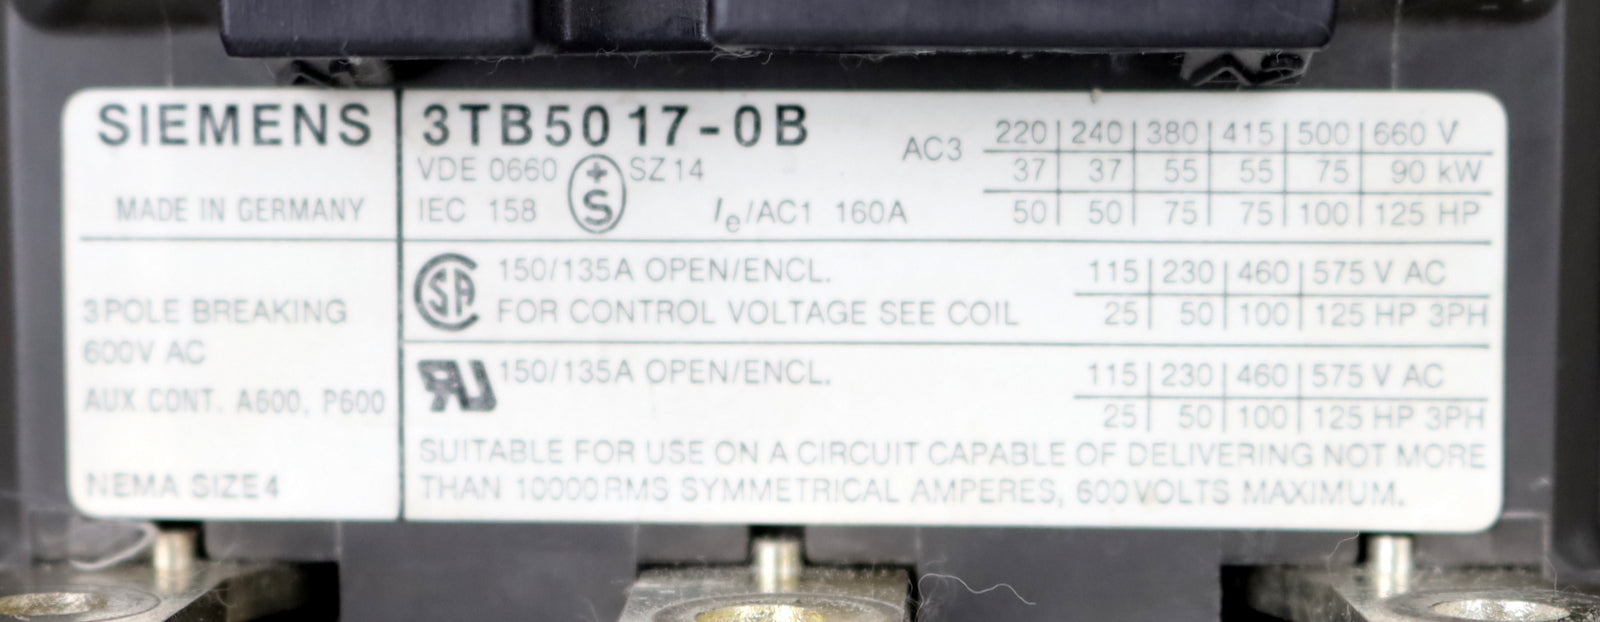 SIEMENS
MADE IN GERMANY
3POLE BREAKING
600V AC
AUX.CONT. A600, P600
NEMA SIZE4
3TB5017-0B
VDE 0660 +S SZ14
IEC 158
Ie/AC1 160A
AC3 220 | 240 | 380 | 415 | 500 | 660 V
37 | 37 | 55 | 55 | 75 | 90 kW
50 | 50 | 75 | 75 | 100 | 125 HP
SA 150/135A OPEN/ENCL.
FOR CONTROL VOLTAGE SEE COIL
115 | 230 | 460 | 575 V AC
25 | 50 | 100 | 125 HP 3PH
RU 150/135A OPEN/ENCL.
115 | 230 | 460 | 575 V AC
25 | 50 | 100 | 125 HP 3PH
SUITABLE FOR USE ON A CIRCUIT CAPABLE OF DELIVERING NOT MORE
THAN 10000RMS SYMMETRICAL AMPERES, 600VOLTS MAXIMUM.